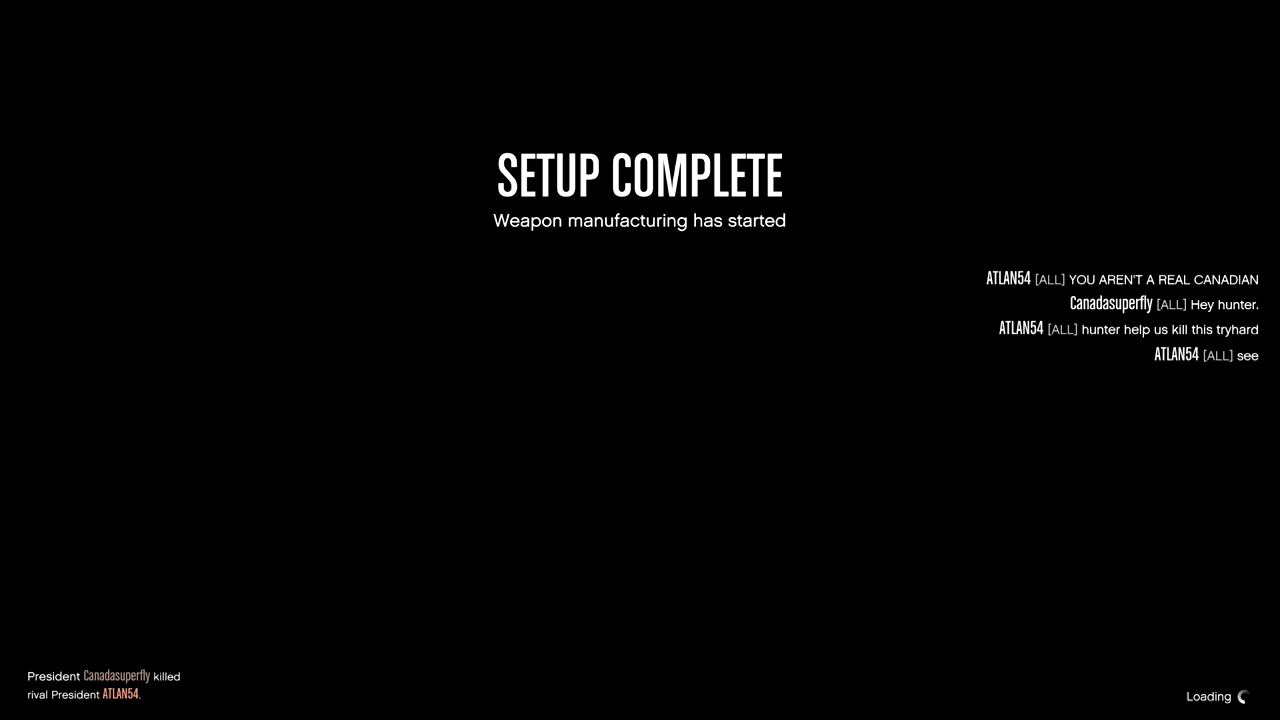 SETUP COMPLETE
Weapon manufacturing has started
ATLAN54 [ALL] YOU AREN'T A REAL CANADIAN
Canadasuperfly [ALL] Hey hunter.
ATLAN54 [ALL] hunter help us kill this tryhard
ATLAN54 [ALL] see
President Canadasuperfly killed
rival President ATLAN54.
Loading